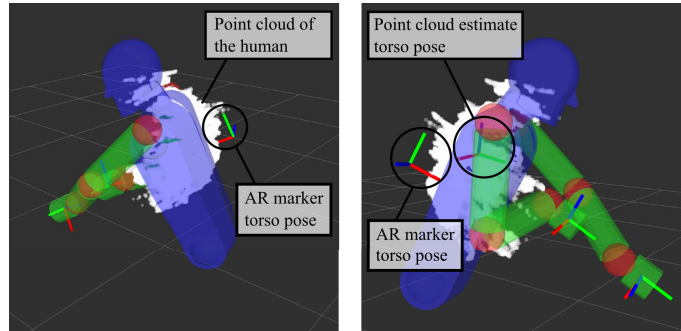 Point cloud of
the human
AR marker
torso pose
Point cloud estimate
torso pose
AR marker
torso pose